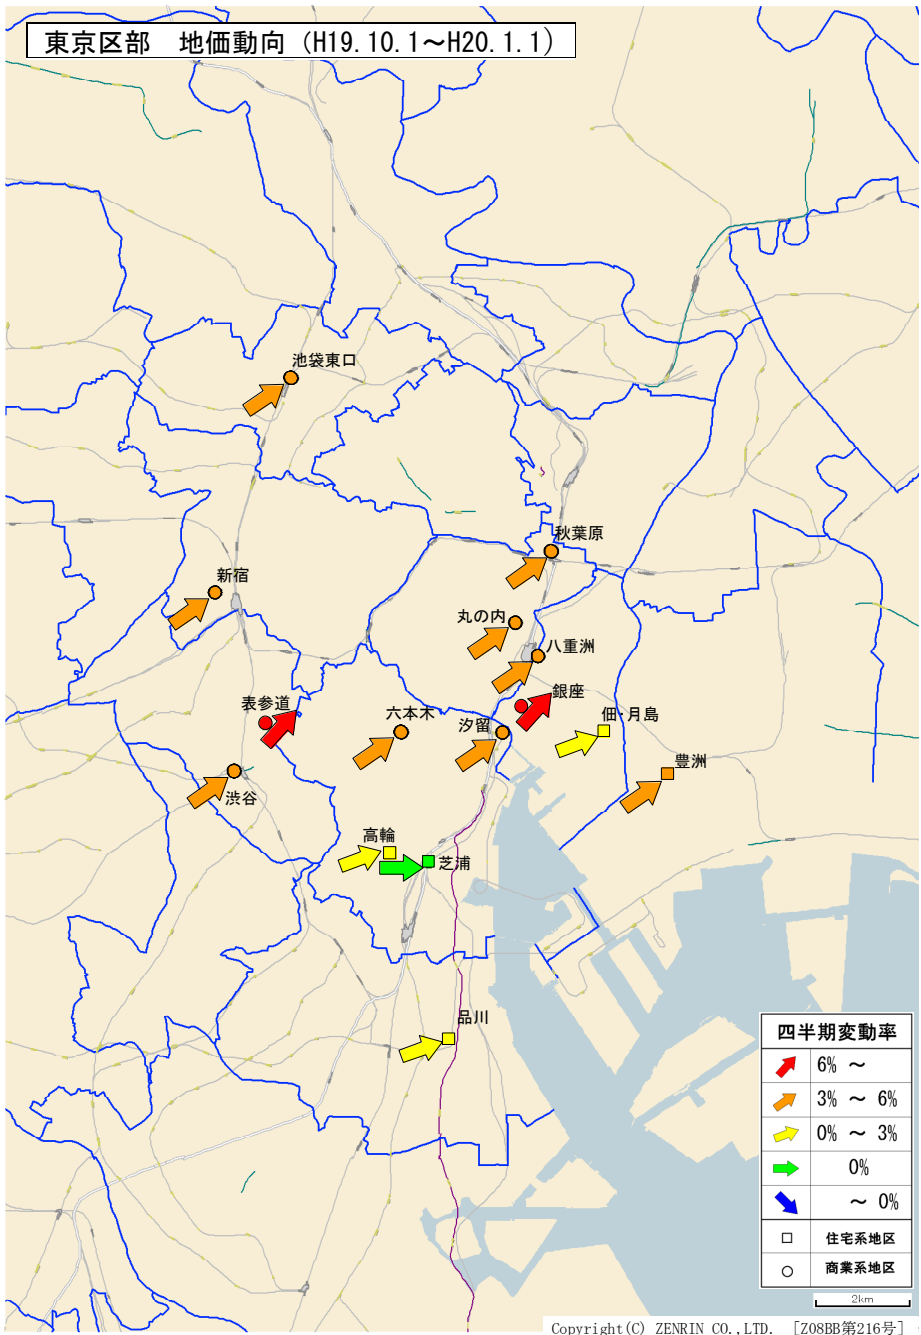 東京区部　地価動向（H19.10.1～H20.1.1）
池袋東口
秋葉原
新宿
丸の内
八重洲
銀座
表参道
六本木
汐留
佃・月島
豊洲
渋谷
高輪
芝浦
品川
四半期変動率
6% ～
3% ～ 6%
0% ～ 3%
0%
～ 0%
住宅系地区
商業系地区
2km
Copyright(C) ZENRIN CO.,LTD. [Z08BB第216号]